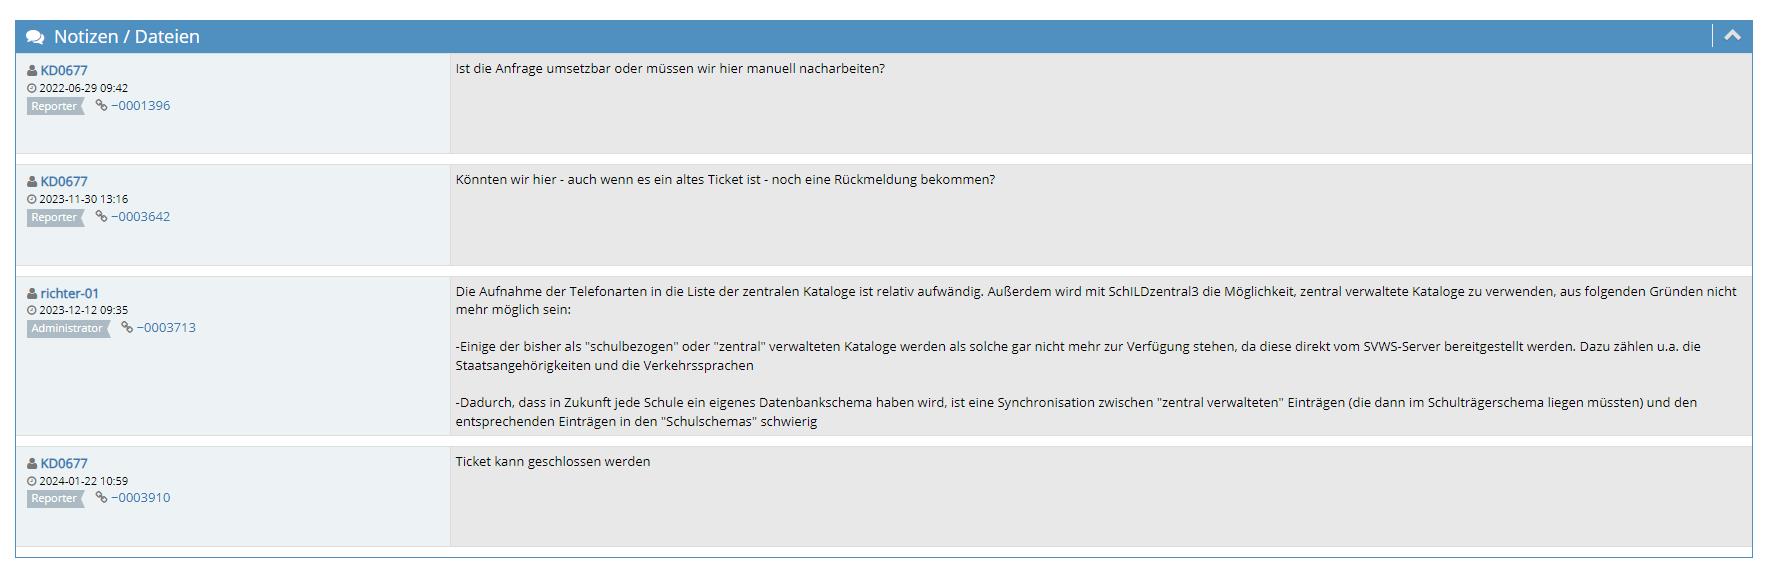 Notizen / Dateien
KD0677
2022-06-29 09:42
Reporter ~0001396
Ist die Anfrage umsetzbar oder müssen wir hier manuell nacharbeiten?
KD0677
2023-11-30 13:16
Reporter ~0003642
Könnten wir hier - auch wenn es ein altes Ticket ist - noch eine Rückmeldung bekommen?
richter-01
2023-12-12 09:35
Administrator ~0003713
Die Aufnahme der Telefonarten in die Liste der zentralen Kataloge ist relativ aufwändig. Außerdem wird mit SchILDzentral3 die Möglichkeit, zentral verwaltete Kataloge zu verwenden, aus folgenden Gründen nicht
mehr möglich sein:
-Einige der bisher als "schulbezogen" oder "zentral" verwalteten Kataloge werden als solche gar nicht mehr zur Verfügung stehen, da diese direkt vom SVWS-Server bereitgestellt werden. Dazu zählen u.a. die
Staatsangehörigkeiten und die Verkehrssprachen
-Dadurch, dass in Zukunft jede Schule ein eigenes Datenbankschema haben wird, ist eine Synchronisation zwischen "zentral verwalteten" Einträgen (die dann im Schulträgerschema liegen müssten) und den
entsprechenden Einträgen in den "Schulschemas" schwierig
KD0677
2024-01-22 10:59
Reporter ~0003910
Ticket kann geschlossen werden